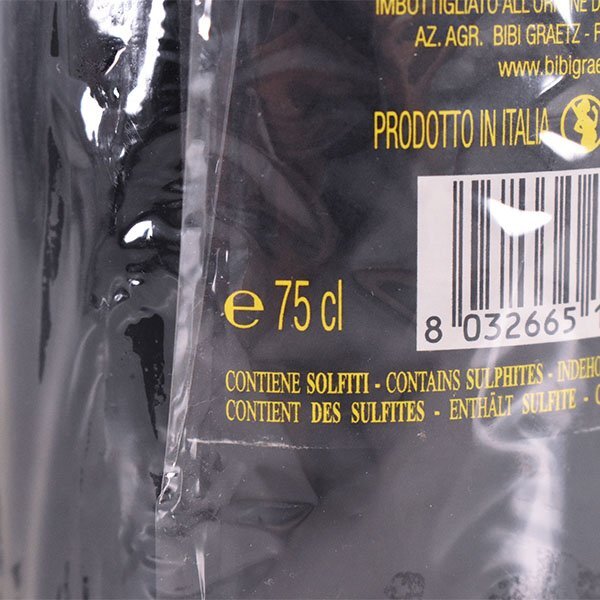 IMBOTTIGLIATO ALL'ORIGINE D
AZ. AGR. BIBI GRAETZ - F
www.bibigrae
PRODOTTO IN ITALIA
e 75 cl
8 032665
CONTIENE SOLFITI - CONTAINS SULPHITES - INDEHO
CONTIENT DES SULFITES - ENTHÄLT SULFITE - C